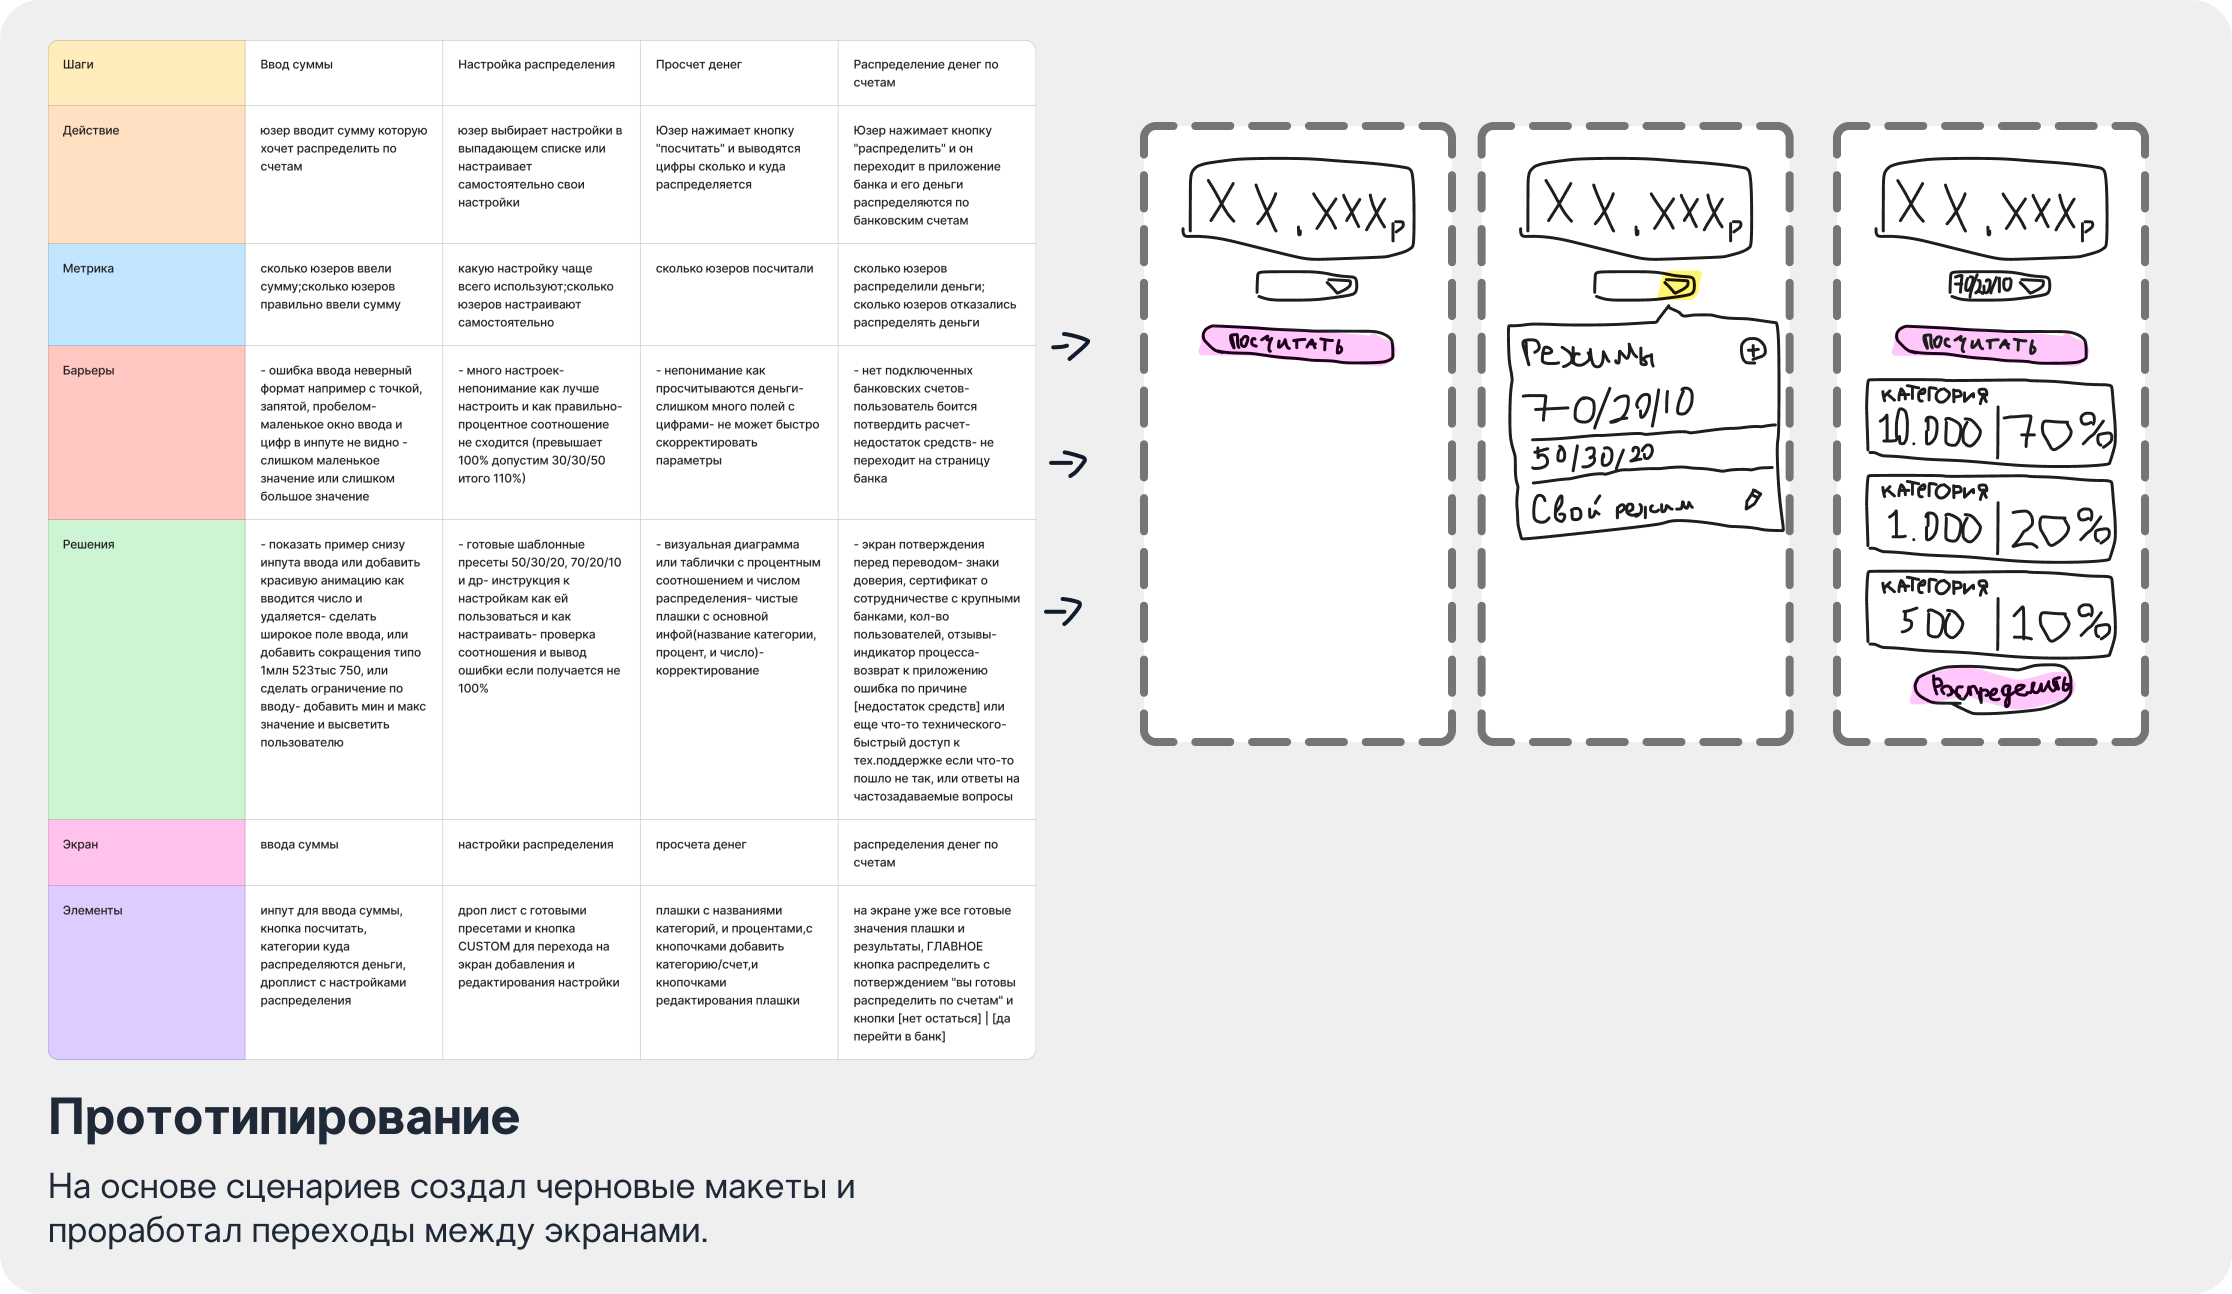 Шаги
Ввод суммы
Настройка распределения
Просчет денег
Распределение денег по
счетам
Действие
юзер вводит сумму которую
хочет распределить по
счетам
юзер выбирает настройки в
выпадающем списке или
настраивает
самостоятельно свои
настройки
Юзер нажимает кнопку
"посчитать" и выводятся
цифры сколько и куда
распределяется
Юзер нажимает кнопку
"распределить" и он
переходит в приложение
банка и его деньги
распределяются по
банковским счетам
Метрика
сколько юзеров ввели
сумму;сколько юзеров
правильно ввели сумму
какую настройку чаще
всего используют;сколько
юзеров настраивают
самостоятельно
сколько юзеров посчитали
сколько юзеров
распределили деньги;
сколько юзеров отказались
распределять деньги
Барьеры
- ошибка ввода неверный
формат например с точкой,
запятой, пробелом-
маленькое окно ввода и
цифр в инпуте не видно -
слишком маленькое
значение или слишком
большое значение
- много настроек-
непонимание как лучше
настроить и как правильно-
процентное соотношение
не сходится (превышает
100% допустим 30/30/50
итого 110%)
- непонимание как
просчитываются деньги-
слишком много полей с
цифрами- не может быстро
скорректировать
параметры
- нет подключенных
банковских счетов-
пользователь боится
потвердить расчет-
недостаток средств- не
переходит на страницу
банка
Решения
- показать пример снизу
инпута ввода или добавить
красивую анимацию как
вводится число и
удаляется- сделать
широкое поле ввода, или
добавить сокращения типо
1млн 523тыс 750, или
сделать ограничение по
вводу- добавить мин и макс
значение и высветить
пользователю
- готовые шаблонные
пресеты 50/30/20, 70/20/10
и др- инструкция к
настройкам как ей
пользоваться и как
настраивать- проверка
соотношения и вывод
ошибки если получается не
100%
- визуальная диаграмма
или таблички с процентным
соотношением и числом
распределения- чистые
плашки с основной
инфой(название категории,
процент, и число)-
корректирование
- экран потверждения
перед переводом- знаки
доверия, сертификат о
сотрудничестве с крупными
банками, кол-во
пользователей, отзывы-
индикатор процесса-
возврат к приложению
ошибка по причине
[недостаток средств] или
еще что-то технического-
быстрый доступ к
тех.поддержке если что-то
пошло не так, или ответы на
частозадаваемые вопросы
Экран
ввода суммы
настройки распределения
просчета денег
распределения денег по
счетам
Элементы
инпут для ввода суммы,
кнопка посчитать,
категории куда
распределяются деньги,
дроплист с настройками
распределения
дроп лист с готовыми
пресетами и кнопка
CUSTOM для перехода на
экран добавления и
редактирования настройки
плашки с названиями
категорий, и процентами,с
кнопочками добавить
категорию/счет,и
кнопочками
редактирования плашки
на экране уже все готовые
значения плашки и
результаты, ГЛАВНОЕ
кнопка распределить с
потверждением "вы готовы
распределить по счетам" и
кнопки [нет остаться] | [да
перейти в банк]
XX.XXXР
ПОСЧИТАТЬ
XX.XXXР
Режимы
70/20/10
50/30/20
Свой режим
XX.XXXР
70/20/10
ПОСЧИТАТЬ
КАТЕГОРИЯ
10.000 | 70%
КАТЕГОРИЯ
1.000 | 20%
КАТЕГОРИЯ
500 | 10%
Распределить
Прототипирование
На основе сценариев создал черновые макеты и
проработал переходы между экранами.